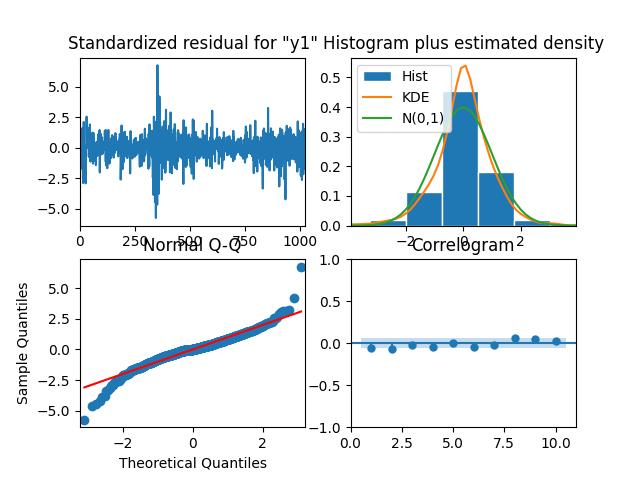 Standardized residual for "y1"
5.0
2.5
0.0
−2.5
−5.0
0 250 500 750 1000
Histogram plus estimated density
0.5
0.4
0.3
0.2
0.1
0.0
−2 0 2
Hist
KDE
N(0,1)
Normal Q-Q
Sample Quantiles
5.0
2.5
0.0
−2.5
−5.0
−2 0 2
Theoretical Quantiles
Correlogram
1.0
0.5
0.0
−0.5
−1.0
0.0 2.5 5.0 7.5 10.0